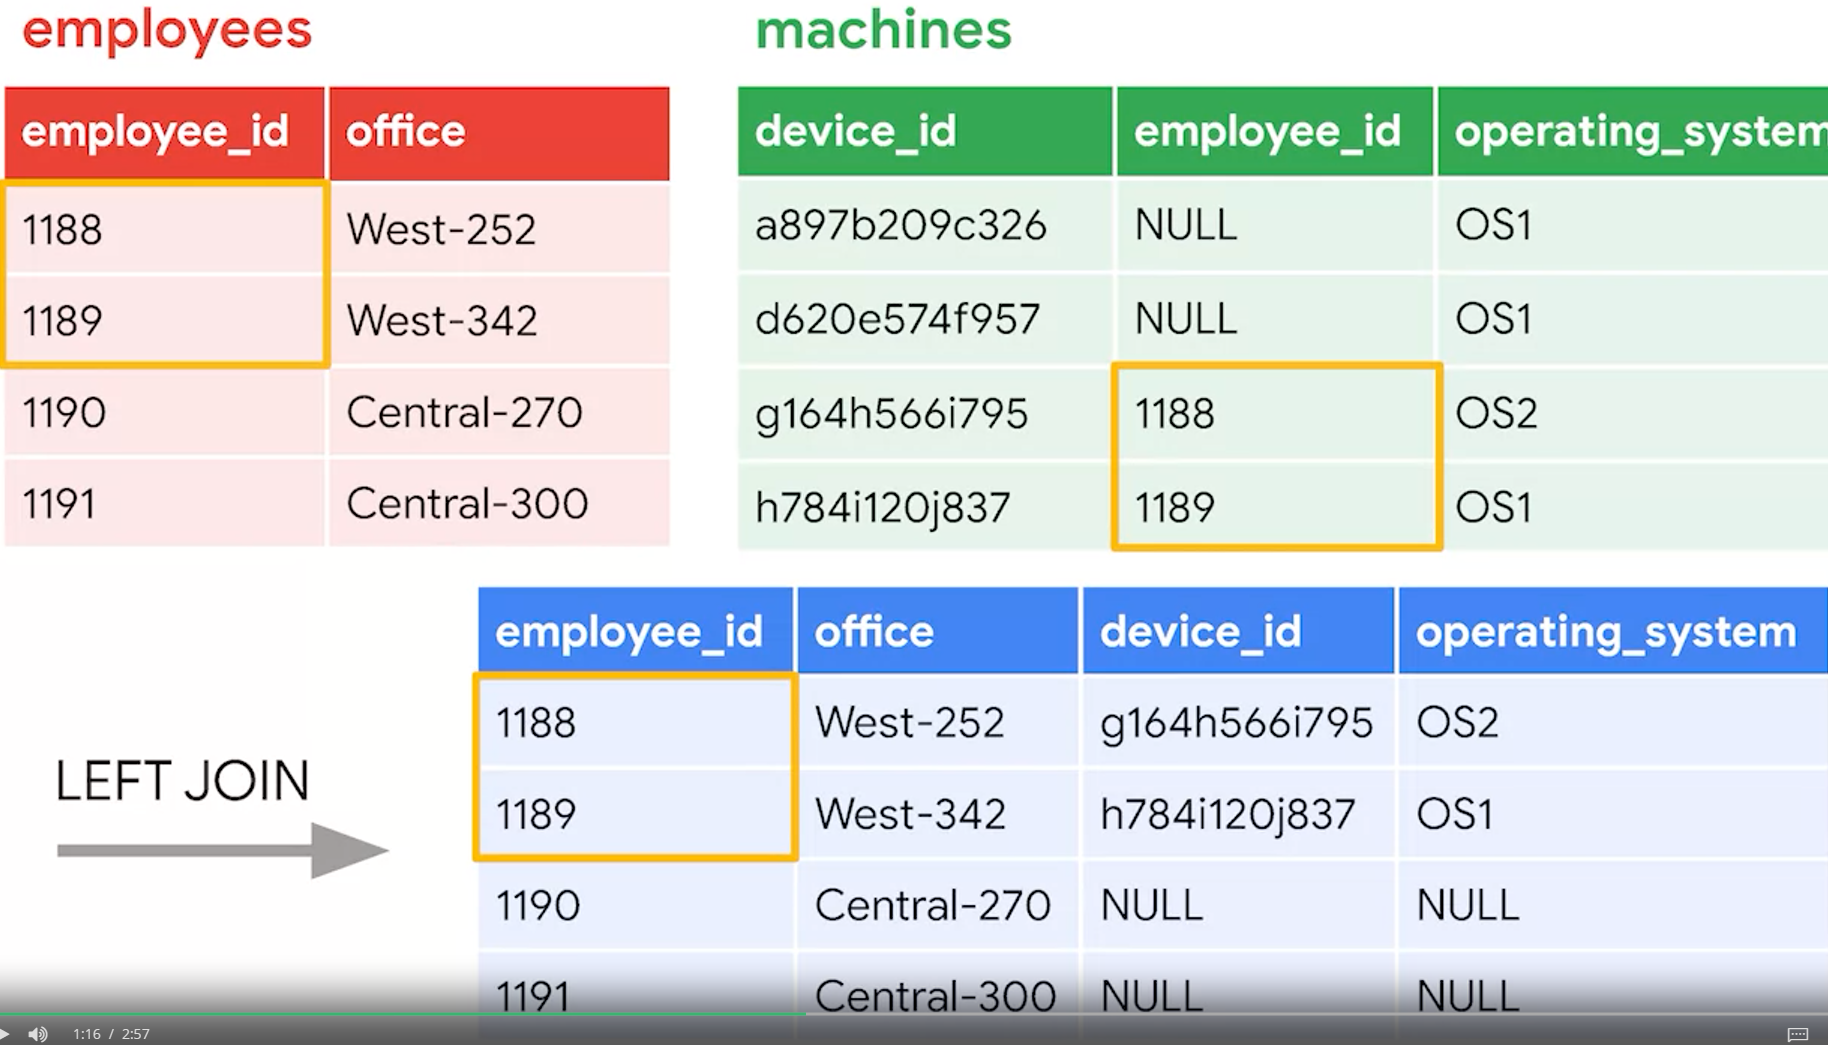 employees machines
employee_id office device_id employee_id operating_system
1188 West-252 a897b209c326 NULL OS1
1189 West-342 d620e574f957 NULL OS1
1190 Central-270 g164h566i795 1188 OS2
1191 Central-300 h784i120j837 1189 OS1
employee_id office device_id operating_system
1188 West-252 g164h566i795 OS2
LEFT JOIN
1189 West-342 h784i120j837 OS1
1190 Central-270 NULL NULL
1191 Central-300 NULL NULL
1:16 / 2:57